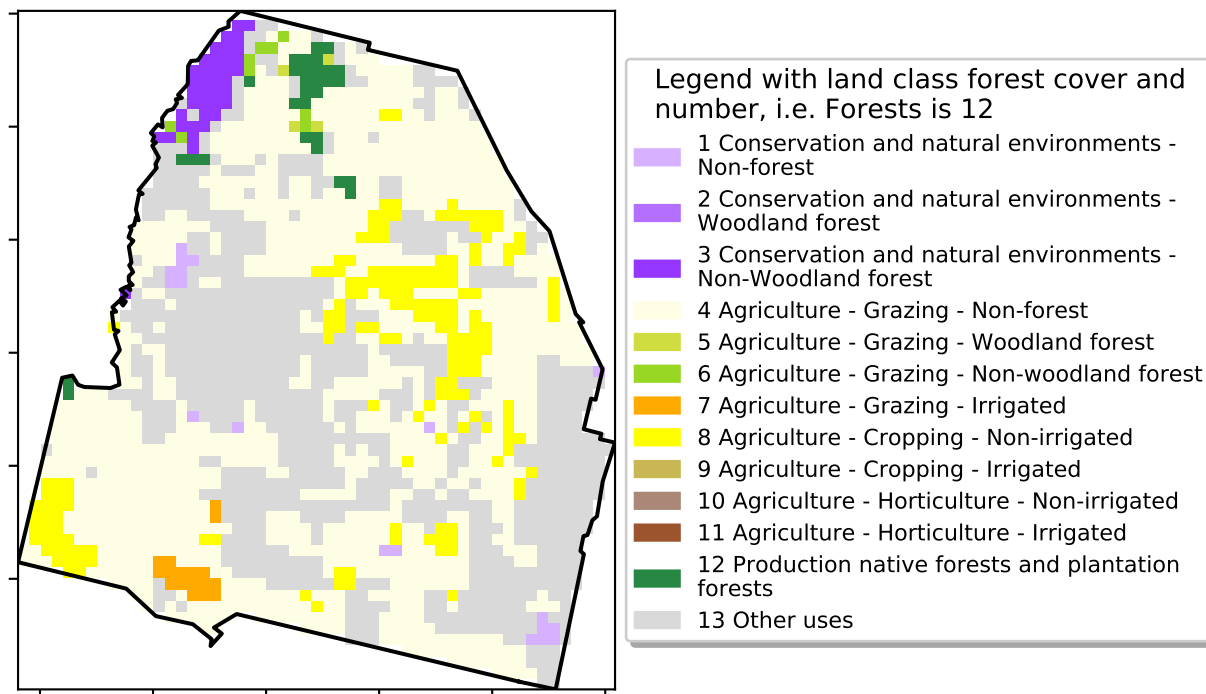 Legend with land class forest cover and
number, i.e. Forests is 12
1 Conservation and natural environments -
Non-forest
2 Conservation and natural environments -
Woodland forest
3 Conservation and natural environments -
Non-Woodland forest
4 Agriculture - Grazing - Non-forest
5 Agriculture - Grazing - Woodland forest
6 Agriculture - Grazing - Non-woodland forest
7 Agriculture - Grazing - Irrigated
8 Agriculture - Cropping - Non-irrigated
9 Agriculture - Cropping - Irrigated
10 Agriculture - Horticulture - Non-irrigated
11 Agriculture - Horticulture - Irrigated
12 Production native forests and plantation
forests
13 Other uses